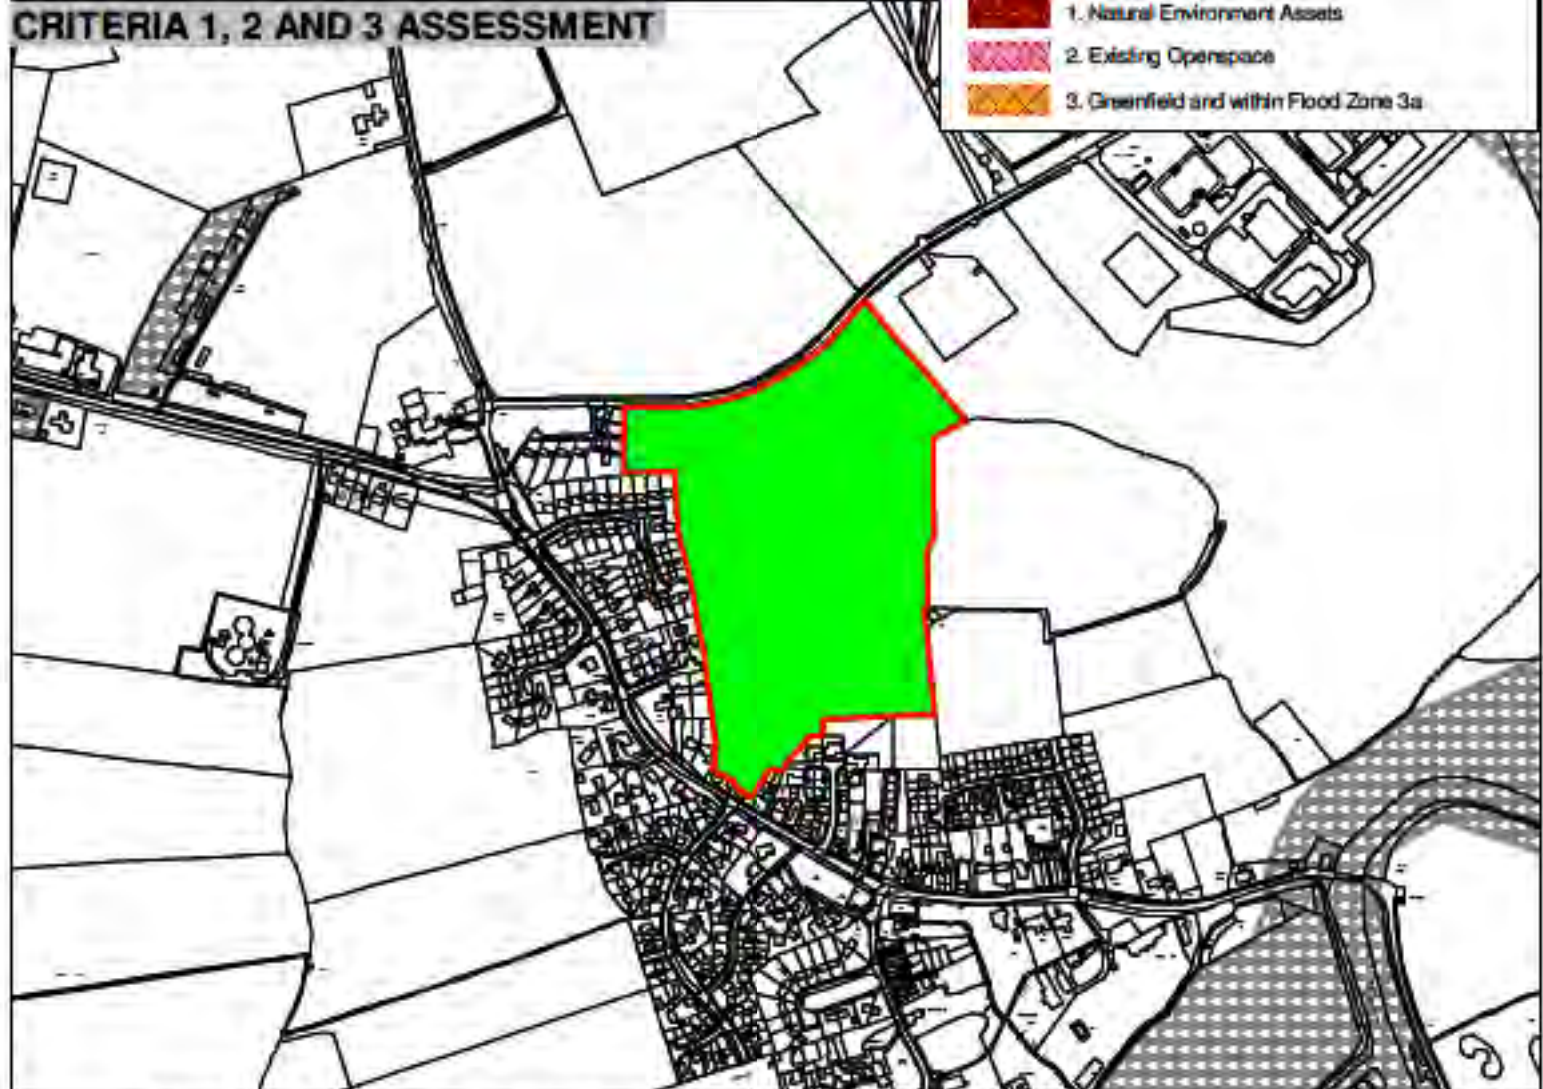 CRITERIA 1, 2 AND 3 ASSESSMENT
1. Natural Environment Assets
2. Existing Openspace
3. Greenfield and within Flood Zone 3a